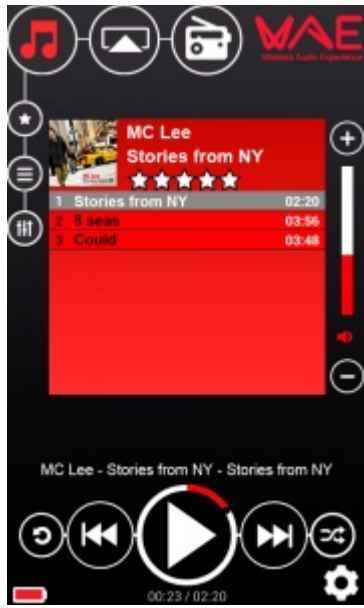 WAE
Wireless Audio Experience
MC Lee
Stories from NY
1 Stories from NY 02:20
2 8 seas 03:56
3 Could 03:48
MC Lee - Stories from NY - Stories from NY
00:23 / 02:20